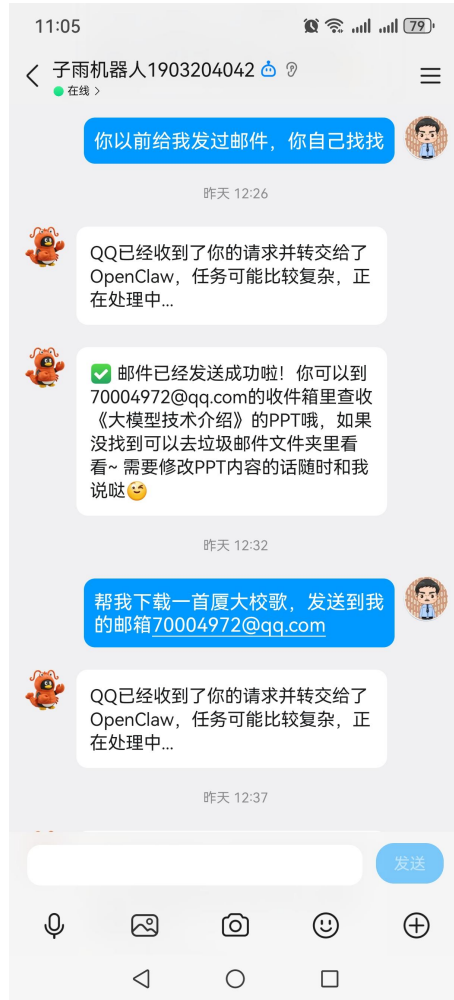 11:05
79
子雨机器人1903204042
在线 >
你以前给我发过邮件，你自己找找
昨天 12:26
QQ已经收到了你的请求并转交给了
OpenClaw，任务可能比较复杂，正
在处理中...
✅ 邮件已经发送成功啦！你可以到
70004972@qq.com的收件箱里查收
《大模型技术介绍》的PPT哦，如果
没找到可以去垃圾邮件文件夹里看
看~ 需要修改PPT内容的话随时和我
说哒😉
昨天 12:32
帮我下载一首厦大校歌，发送到我
的邮箱70004972@qq.com
QQ已经收到了你的请求并转交给了
OpenClaw，任务可能比较复杂，正
在处理中...
昨天 12:37
发送